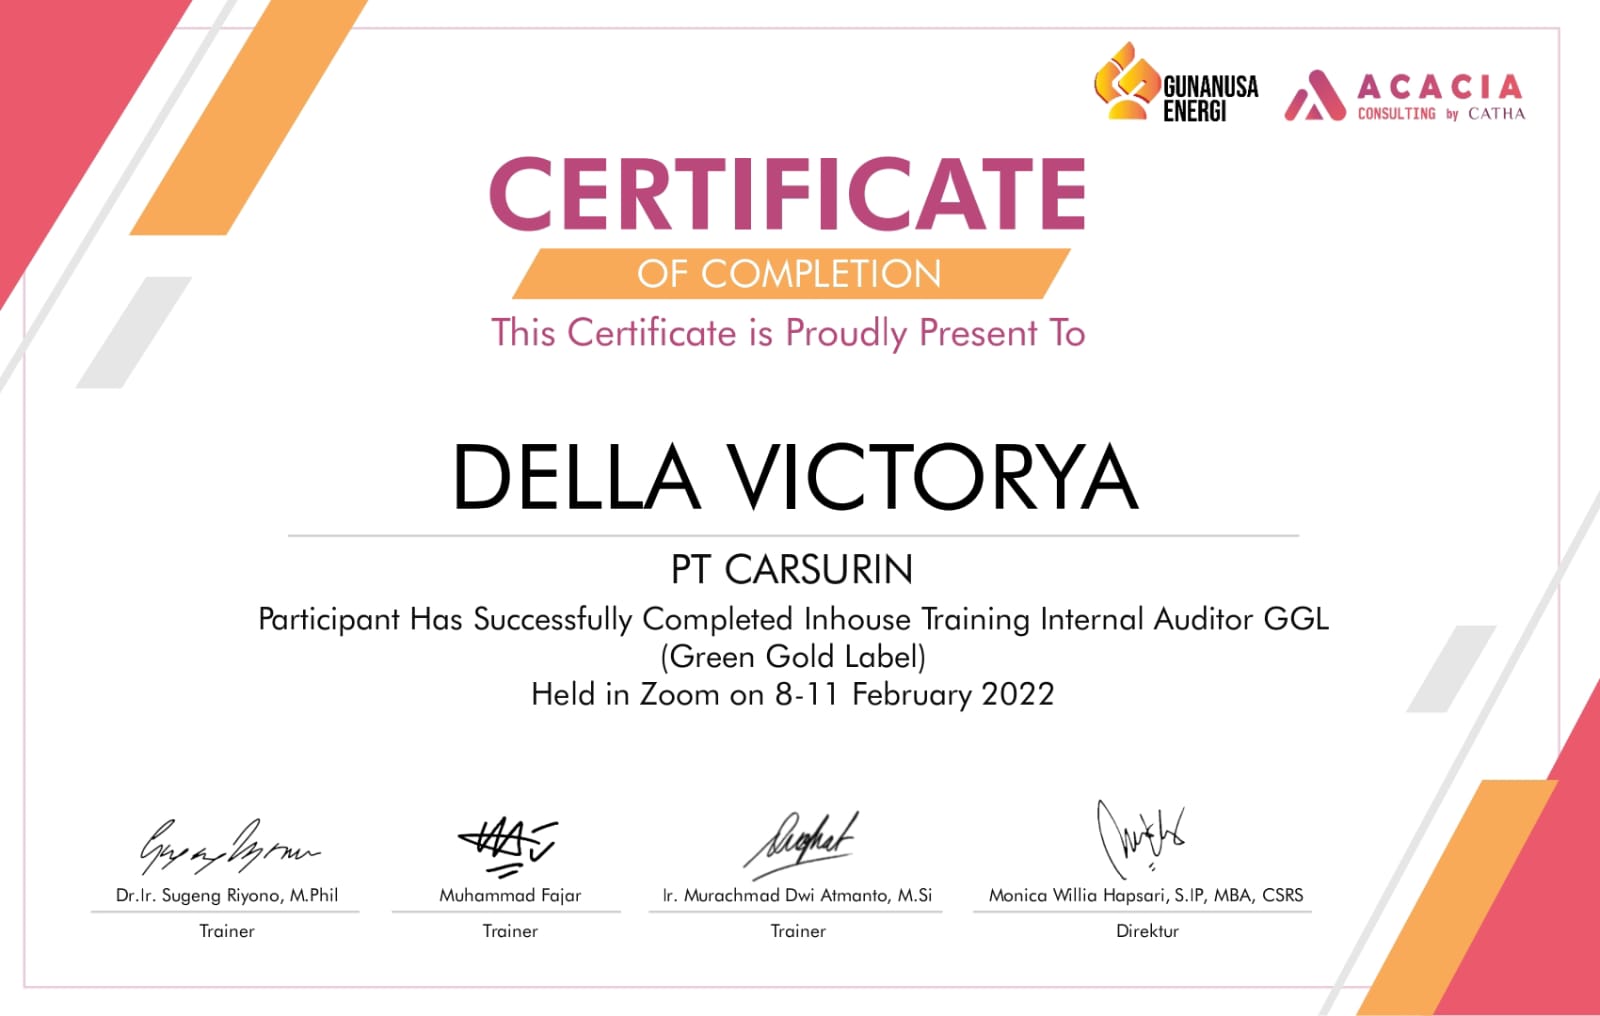 GUNANUSA
ENERGI
ACACIA
CONSULTING by CATHA
CERTIFICATE
OF COMPLETION
This Certificate is Proudly Present To
DELLA VICTORYA
PT CARSURIN
Participant Has Successfully Completed Inhouse Training Internal Auditor GGL
(Green Gold Label)
Held in Zoom on 8-11 February 2022
Dr.Ir. Sugeng Riyono, M.Phil
Trainer
Muhammad Fajar
Trainer
Ir. Murachmad Dwi Atmanto, M.Si
Trainer
Monica Willia Hapsari, S.IP, MBA, CSRS
Direktur